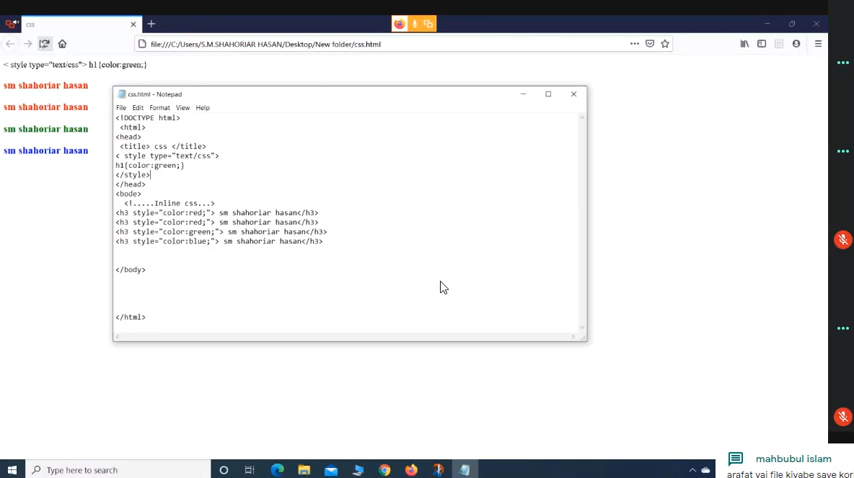 css
file:///C:/Users/S.M.SHAHORIAR HASAN/Desktop/New folder/css.html
< style type="text/css"> h1{color:green;}
sm shahoriar hasan
sm shahoriar hasan
sm shahoriar hasan
sm shahoriar hasan
css.html - Notepad
File Edit Format View Help
<!DOCTYPE html>
<html>
<head>
<title> css </title>
< style type="text/css">
h1{color:green;}
</style>
</head>
<body>
<!.....Inline css...>
<h3 style="color:red;"> sm shahoriar hasan</h3>
<h3 style="color:red;"> sm shahoriar hasan</h3>
<h3 style="color:green;"> sm shahoriar hasan</h3>
<h3 style="color:blue;"> sm shahoriar hasan</h3>
</body>
</html>
Type here to search
mahbubul islam
arafat vai file kivabe save kor